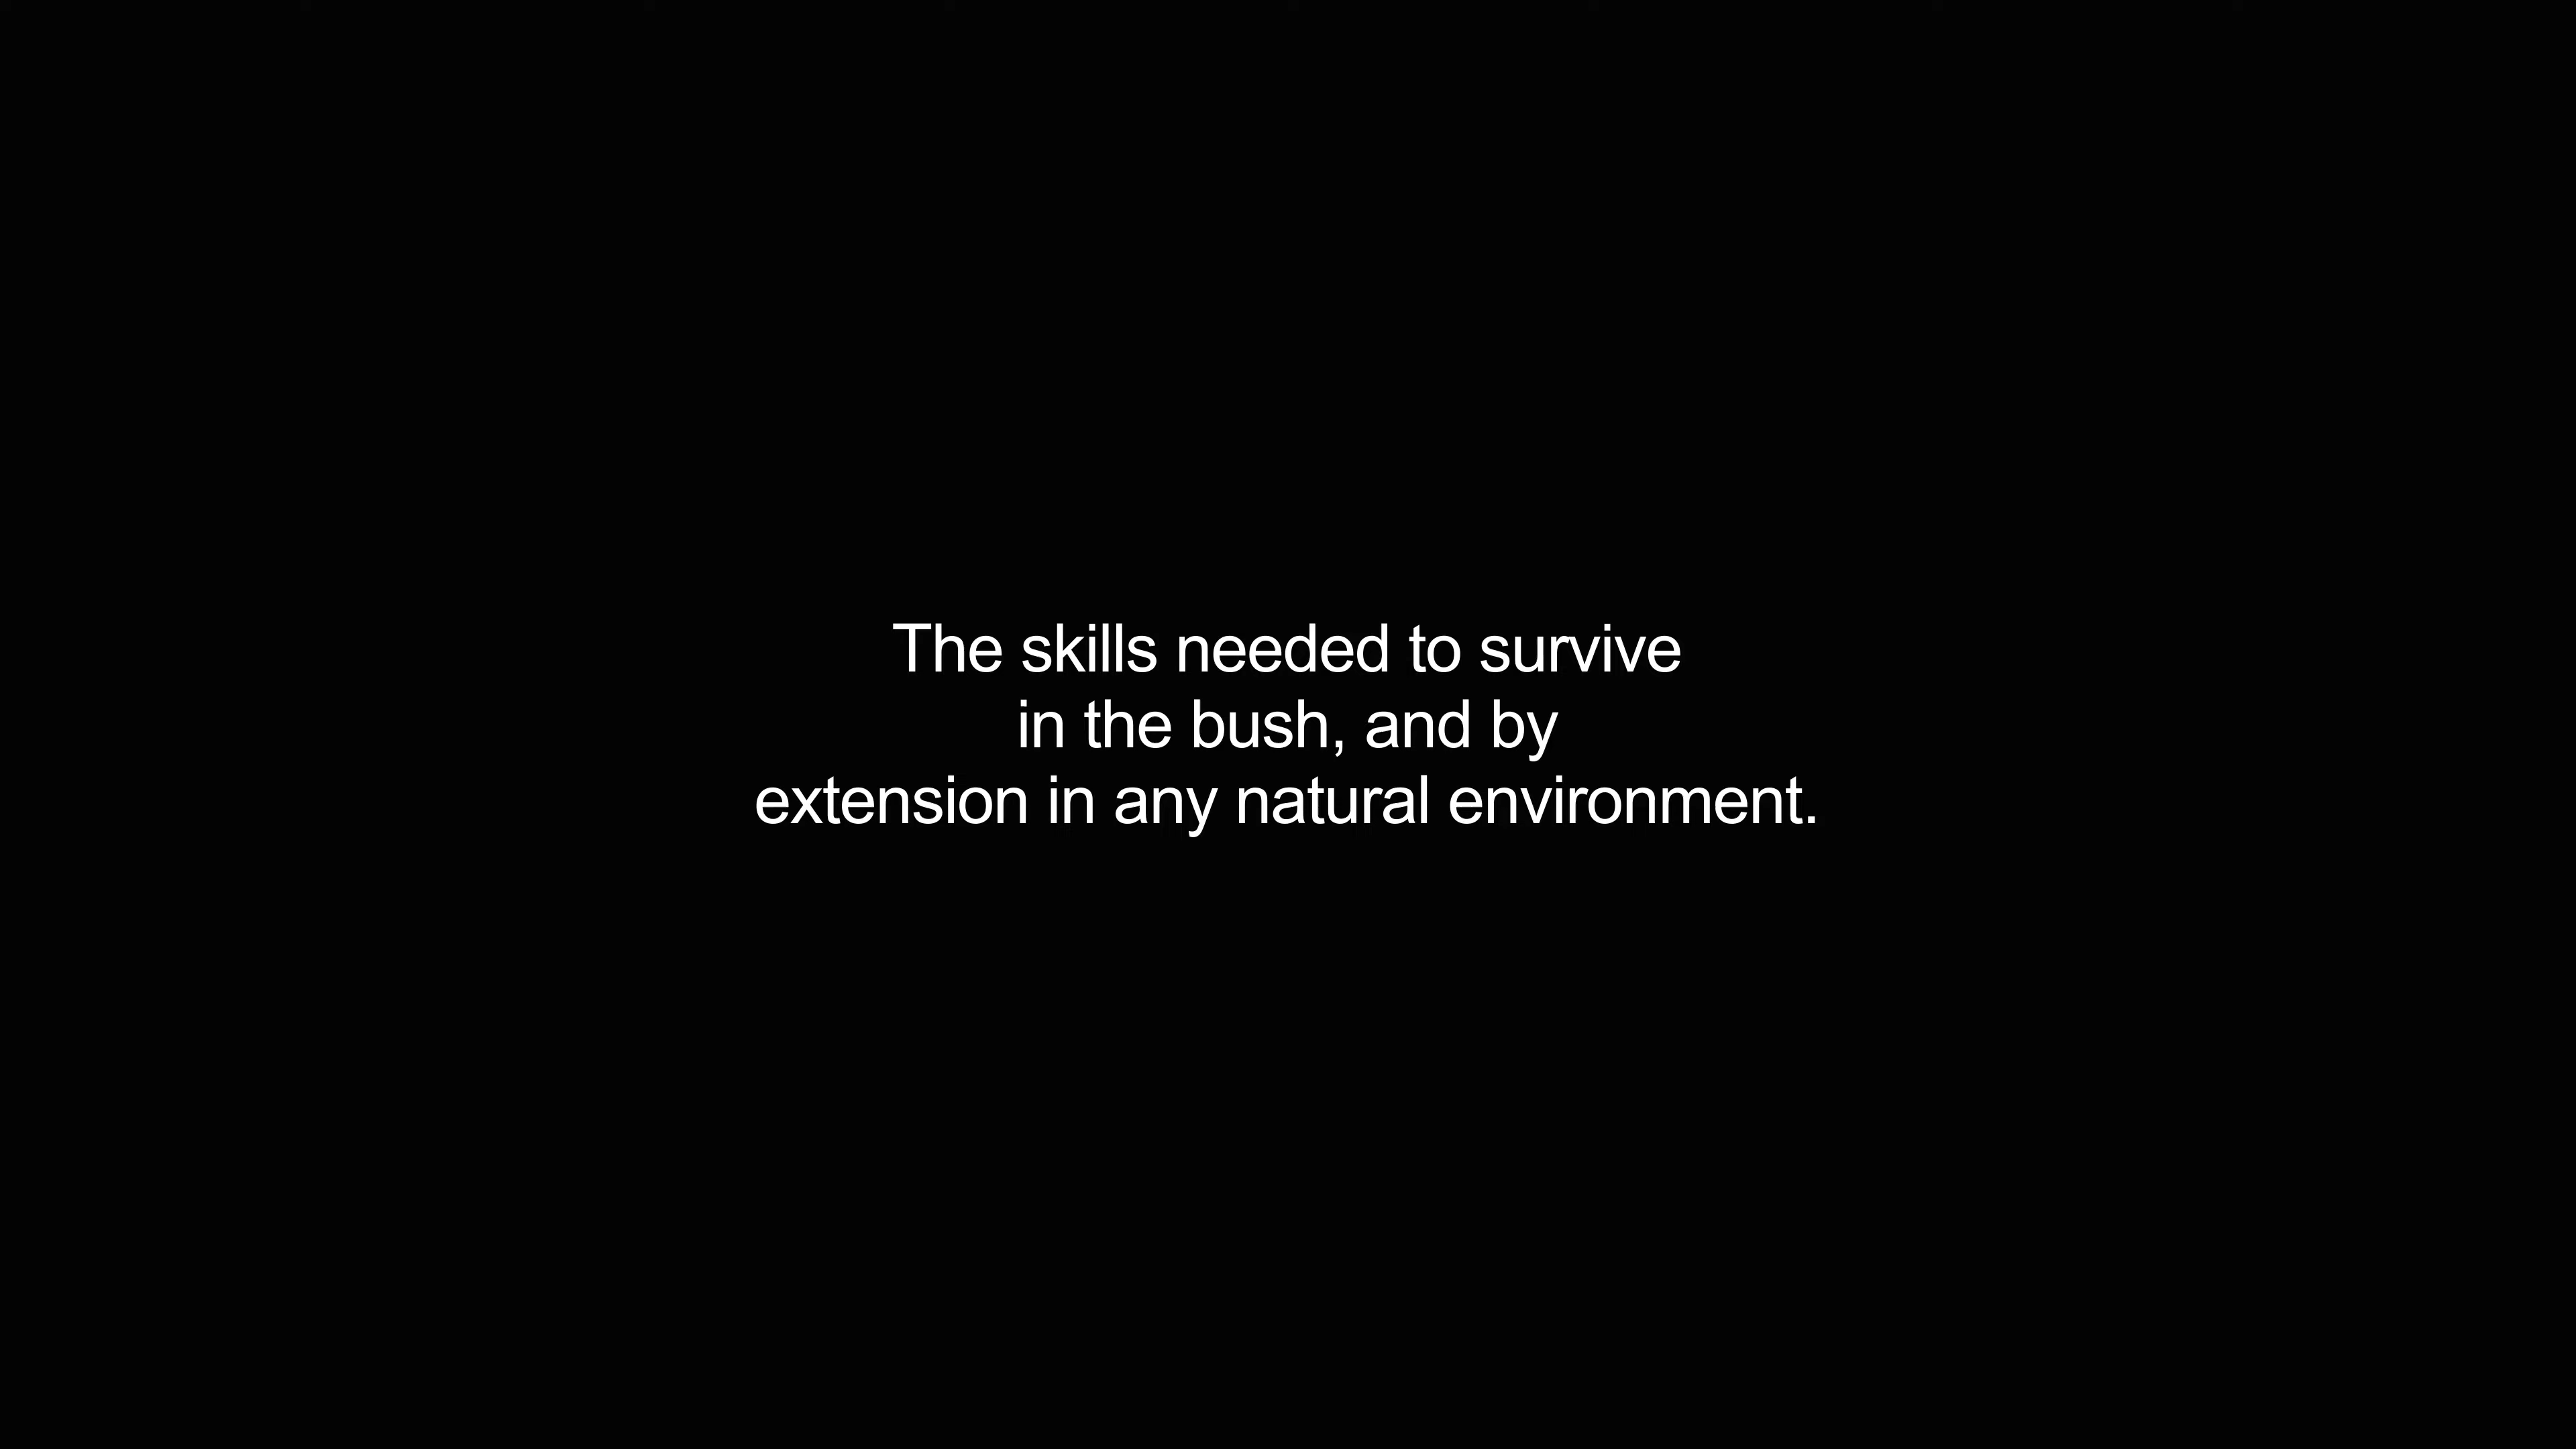 The skills needed to survive
in the bush, and by
extension in any natural environment.